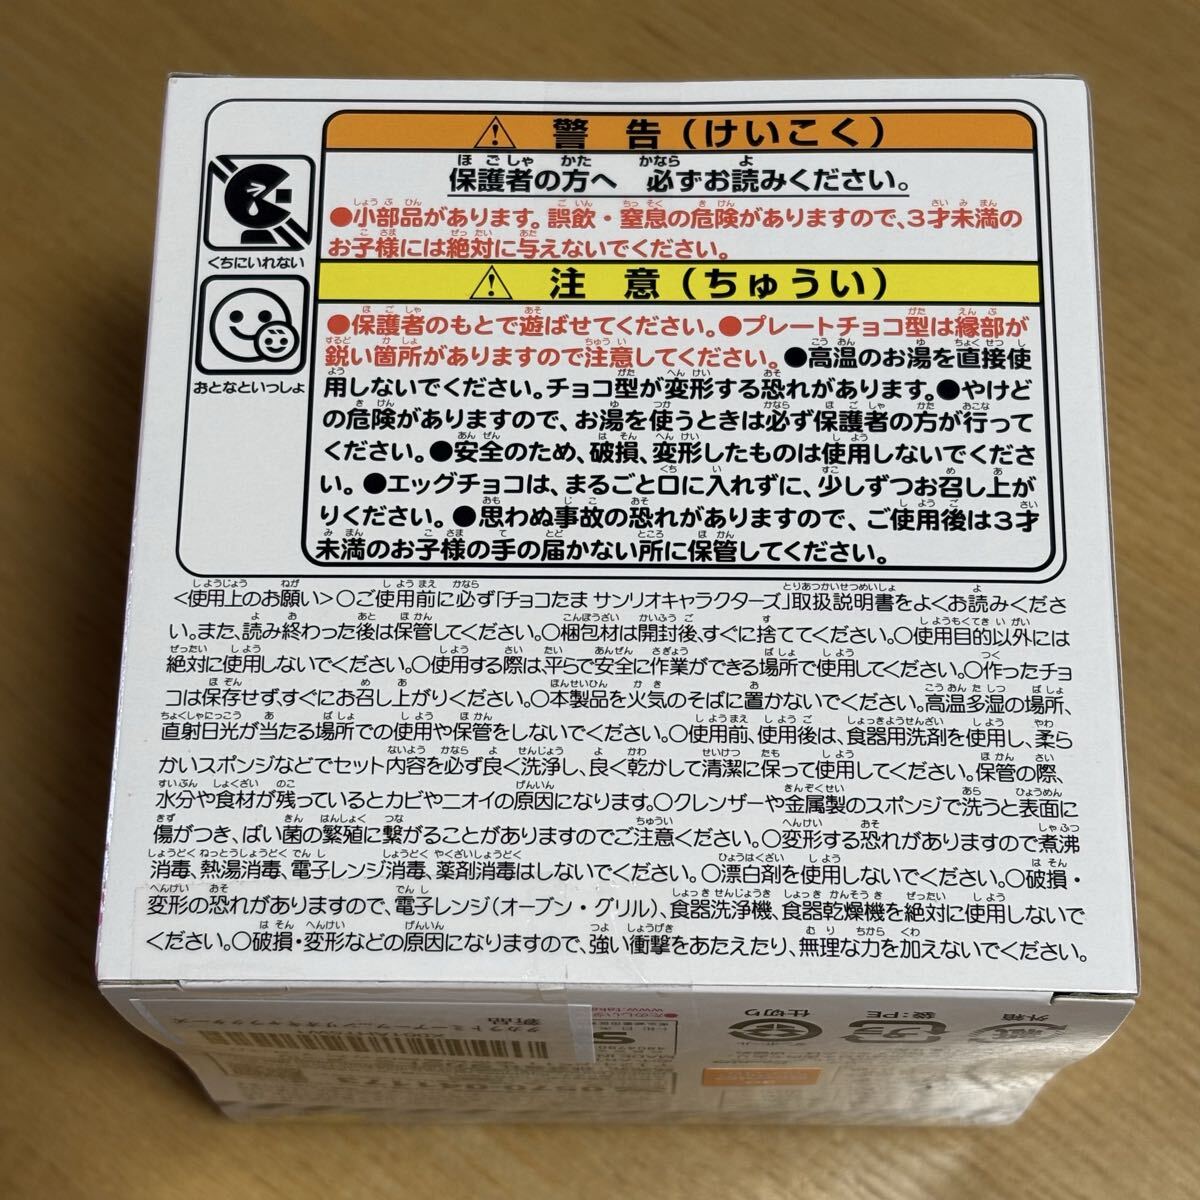 警告(けいこく)
保護者の方へ 必ずお読みください。
●小部品があります。誤飲・窒息の危険がありますので、3才未満の
お子様には絶対に与えないでください。
くちにいれない
注意(ちゅうい)
●保護者のもとで遊ばせてください。●プレートチョコ型は縁部が
鋭い箇所がありますので注意してください。●高温のお湯を直接使
用しないでください。チョコ型が変形する恐れがあります。●やけど
の危険がありますので、お湯を使うときは必ず保護者の方が行って
ください。●安全のため、破損、変形したものは使用しないでくださ
い。●エッグチョコは、まるごと口に入れずに、少しずつお召し上が
りください。●思わぬ事故の恐れがありますので、ご使用後は3才
未満のお子様の手の届かない所に保管してください。
おとなといっしょ
<使用上のお願い>○ご使用前に必ず「チョコたま サンリオキャラクターズ」取扱説明書をよくお読みくださ
い。また、読み終わった後は保管してください。○梱包材は開封後、すぐに捨ててください。○使用目的以外には
絶対に使用しないでください。○使用する際は、平らで安全に作業ができる場所で使用してください。○作ったチョ
コは保存せず、すぐにお召し上がりください。○本製品を火気のそばに置かないでください。高温多湿の場所、
直射日光が当たる場所での使用や保管をしないでください。○使用前、使用後は、食器用洗剤を使用し、柔ら
かいスポンジなどでセット内容を必ず良く洗浄し、良く乾かして清潔に保って使用してください。保管の際、
水分や食材が残っているとカビやニオイの原因になります。○クレンザーや金属製のスポンジで洗うと表面に
傷がつき、ばい菌の繁殖に繋がることがありますのでご注意ください。○変形する恐れがありますので煮沸
消毒、熱湯消毒、電子レンジ消毒、薬剤消毒はしないでください。○漂白剤を使用しないでください。○破損・
変形の恐れがありますので、電子レンジ(オーブン・グリル)、食器洗浄機、食器乾燥機を絶対に使用しないで
ください。○破損・変形などの原因になりますので、強い衝撃をあたえたり、無理な力を加えないでください。
外箱
袋:PE
仕切り
新品